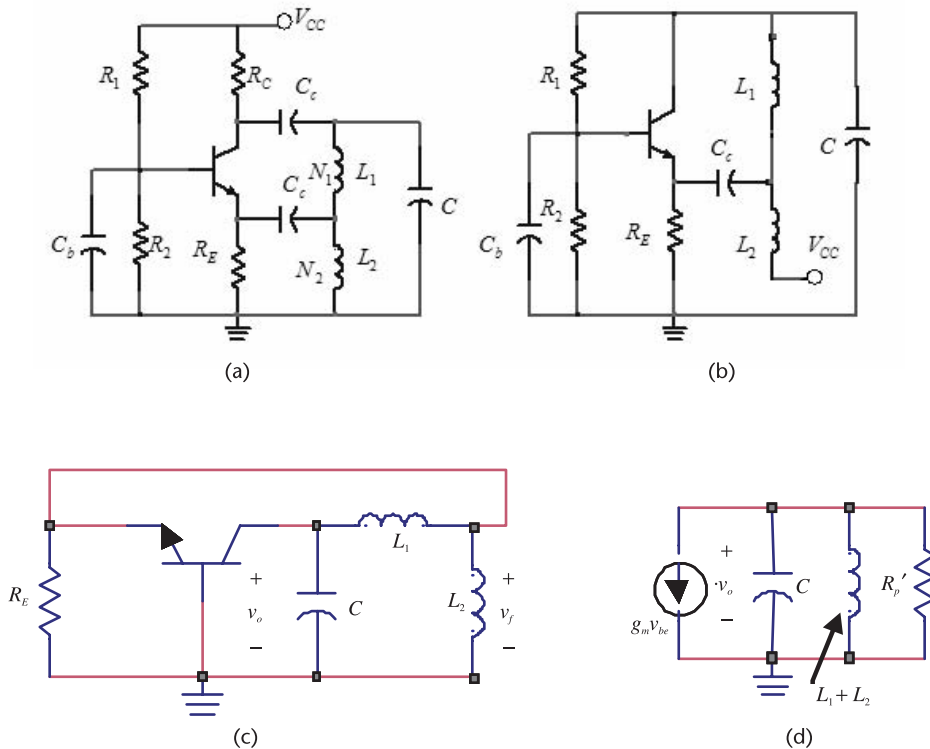 V_CC
R_1
R_C
C_c
N_1
L_1
C_c
C
C_b
R_2
R_E
N_2
L_2
(a)
R_1
L_1
C_c
C
C_b
R_2
R_E
L_2
V_CC
(b)
L_1
R_E
+
v_o
–
C
L_2
+
v_f
–
(c)
g_m v_be
+
·v_o
–
C
R_p′
L_1 + L_2
(d)